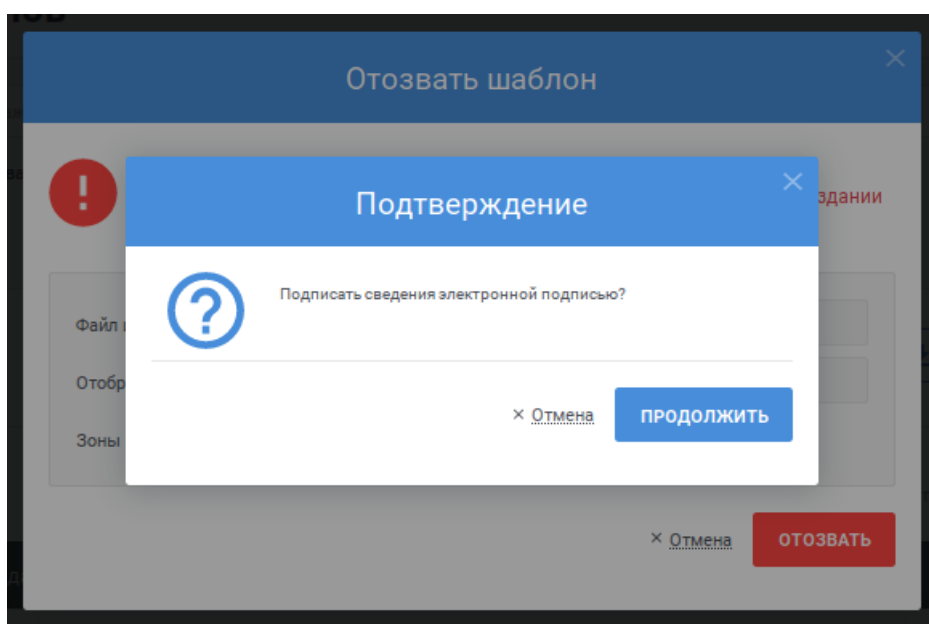 Отозвать шаблон
Подтверждение
здании
Подписать сведения электронной подписью?
Файл
Отобр
× Отмена ПРОДОЛЖИТЬ
Зоны
× Отмена ОТОЗВАТЬ